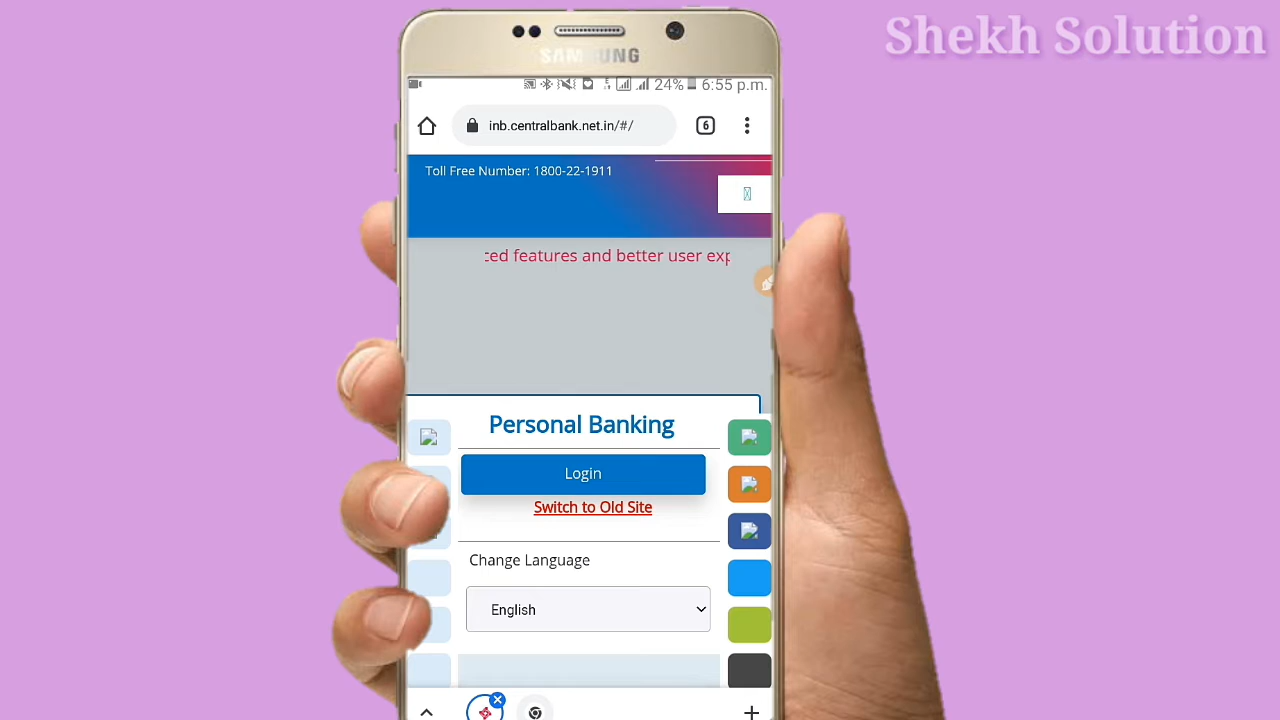 Shekh Solution
SAMSUNG
24% 6:55 p.m.
inb.centralbank.net.in/#/
6
Toll Free Number: 1800-22-1911
ced features and better user exp
Personal Banking
Login
Switch to Old Site
Change Language
English